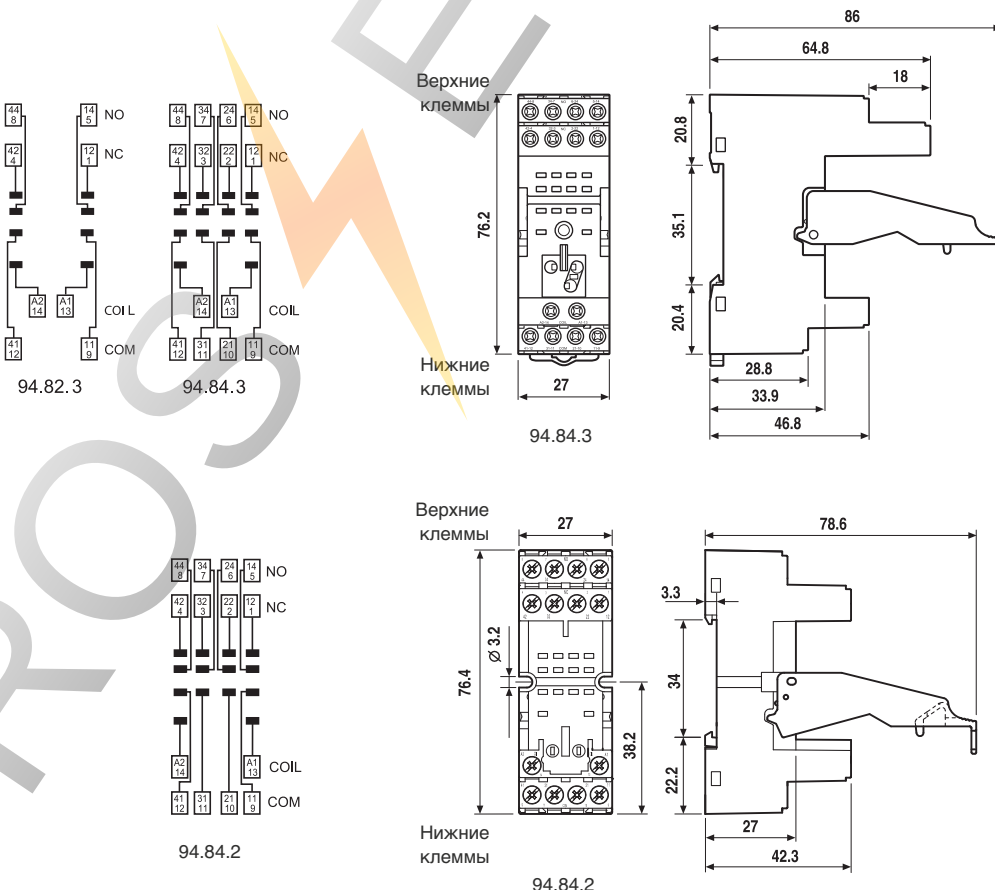 86
64.8
18
Верхние
клеммы
44 8 14 5 NO
44 8 34 7 24 6 14 5 NO
42 4 12 1 NC
42 4 32 3 22 2 12 1 NC
20.8
76.2
35.1
A2 14 A1 13 COIL
A2 14 A1 13 COIL
20.4
41 12 11 9 COM
41 12 31 11 21 10 11 9 COM
Нижние
клеммы
27
28.8
33.9
46.8
94.82.3
94.84.3
94.84.3
Верхние
клеммы
27
78.6
44 8 34 7 24 6 14 5 NO
42 4 32 3 22 2 12 1 NC
3.3
Ø 3.2
76.4
34
38.2
22.2
A2 14 A1 13 COIL
41 12 31 11 21 10 11 9 COM
27
42.3
Нижние
клеммы
94.84.2
94.84.2
ROS
E